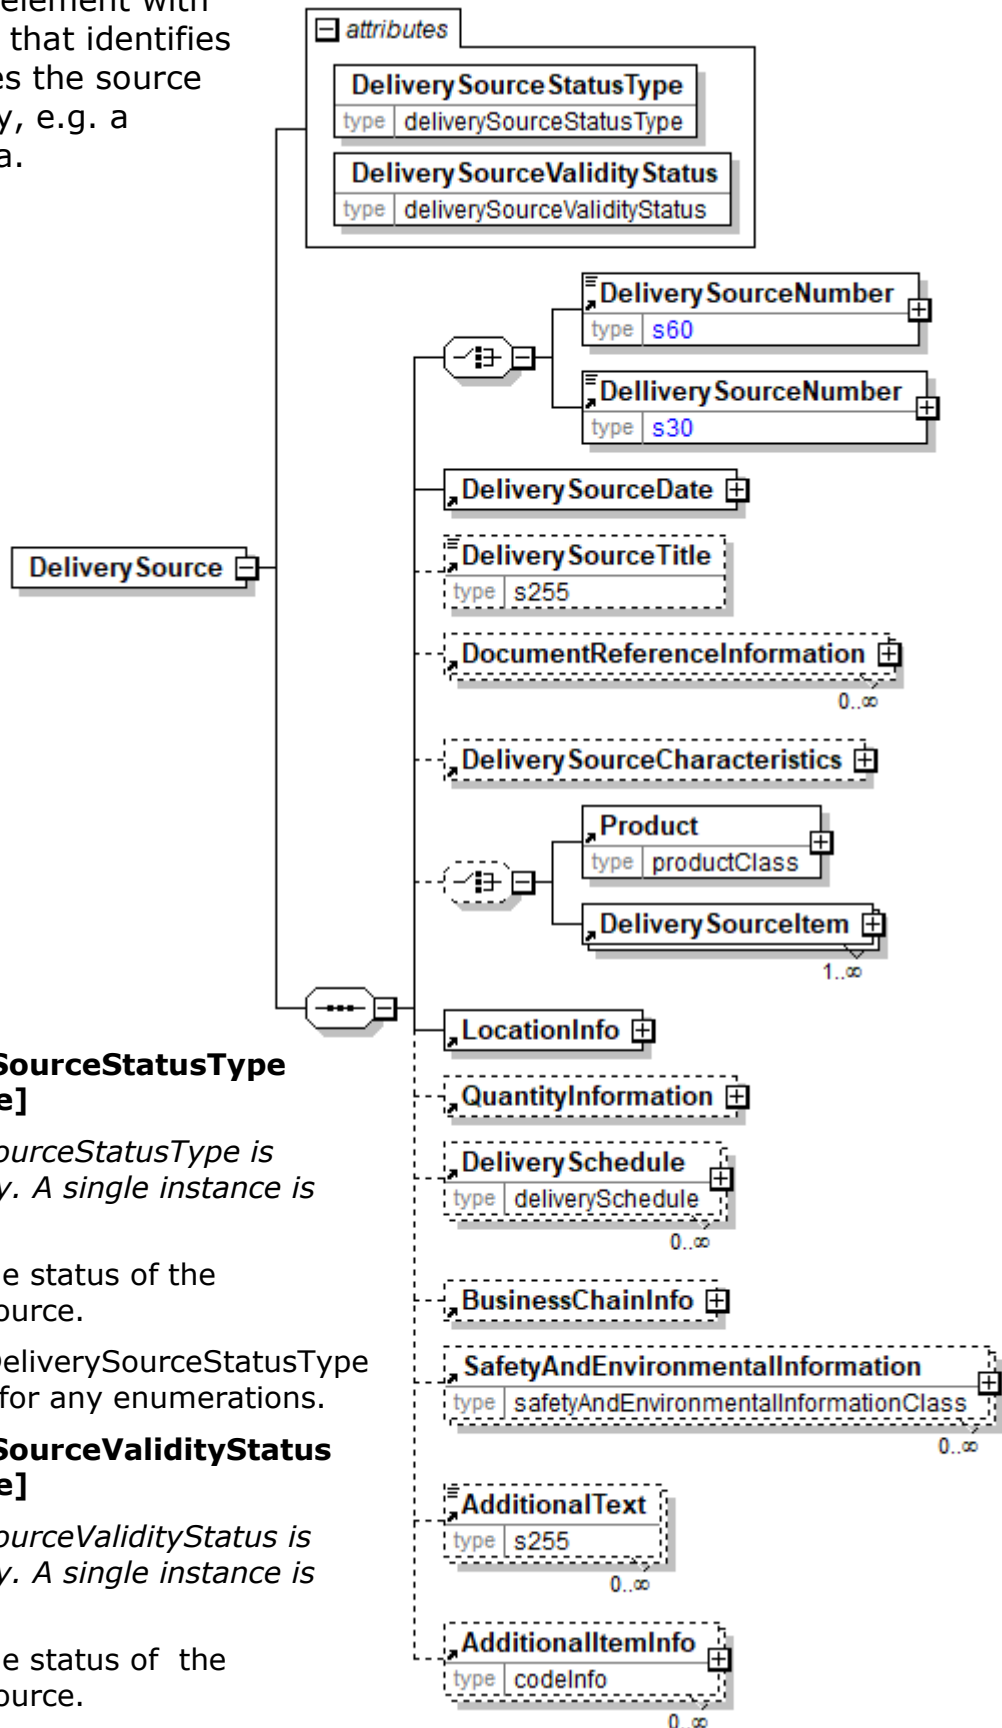 element with
that identifies
es the source
y, e.g. a
a.
attributes
DeliverySourceStatusType
type deliverySourceStatusType
DeliverySourceValidityStatus
type deliverySourceValidityStatus
DeliverySourceNumber
type s60
DelliverySourceNumber
type s30
DeliverySourceDate
DeliverySourceTitle
type s255
DeliverySource
DocumentReferenceInformation
0..∞
DeliverySourceCharacteristics
Product
type productClass
DeliverySourceItem
1..∞
LocationInfo
SourceStatusType
e]
QuantityInformation
ourceStatusType is
y. A single instance is
DeliverySchedule
type deliverySchedule
0..∞
e status of the
ource.
BusinessChainInfo
DeliverySourceStatusType
for any enumerations.
SafetyAndEnvironmentalInformation
type safetyAndEnvironmentalInformationClass
0..∞
SourceValidityStatus
e]
ourceValidityStatus is
y. A single instance is
AdditionalText
type s255
0..∞
e status of  the
ource.
AdditionalItemInfo
type codeInfo
0..∞